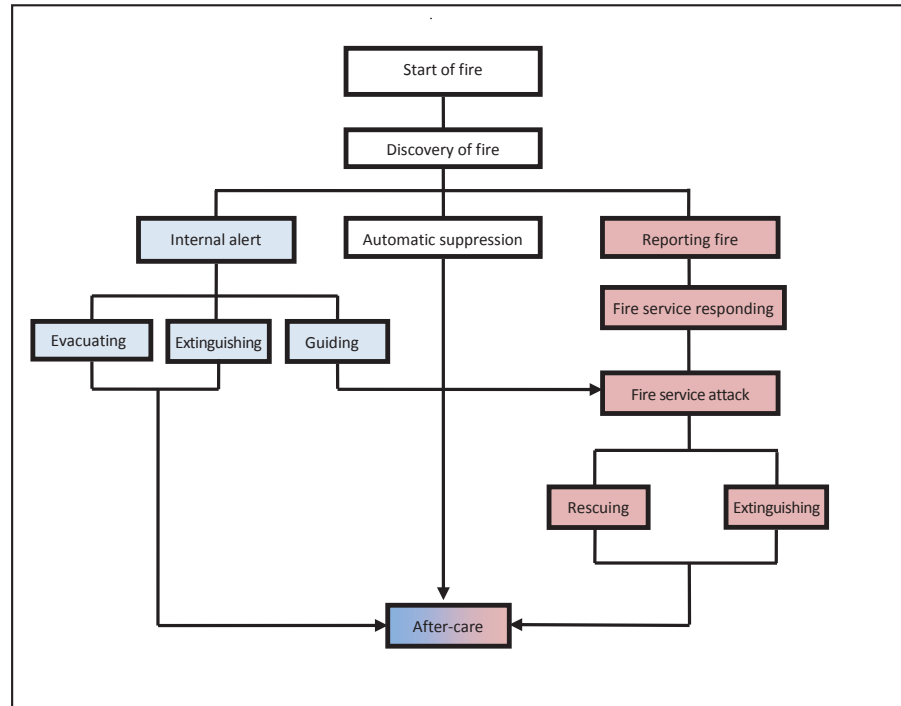 Start of fire
Discovery of fire
Internal alert
Automatic suppression
Reporting fire
Fire service responding
Evacuating
Extinguishing
Guiding
Fire service attack
Rescuing
Extinguishing
After-care